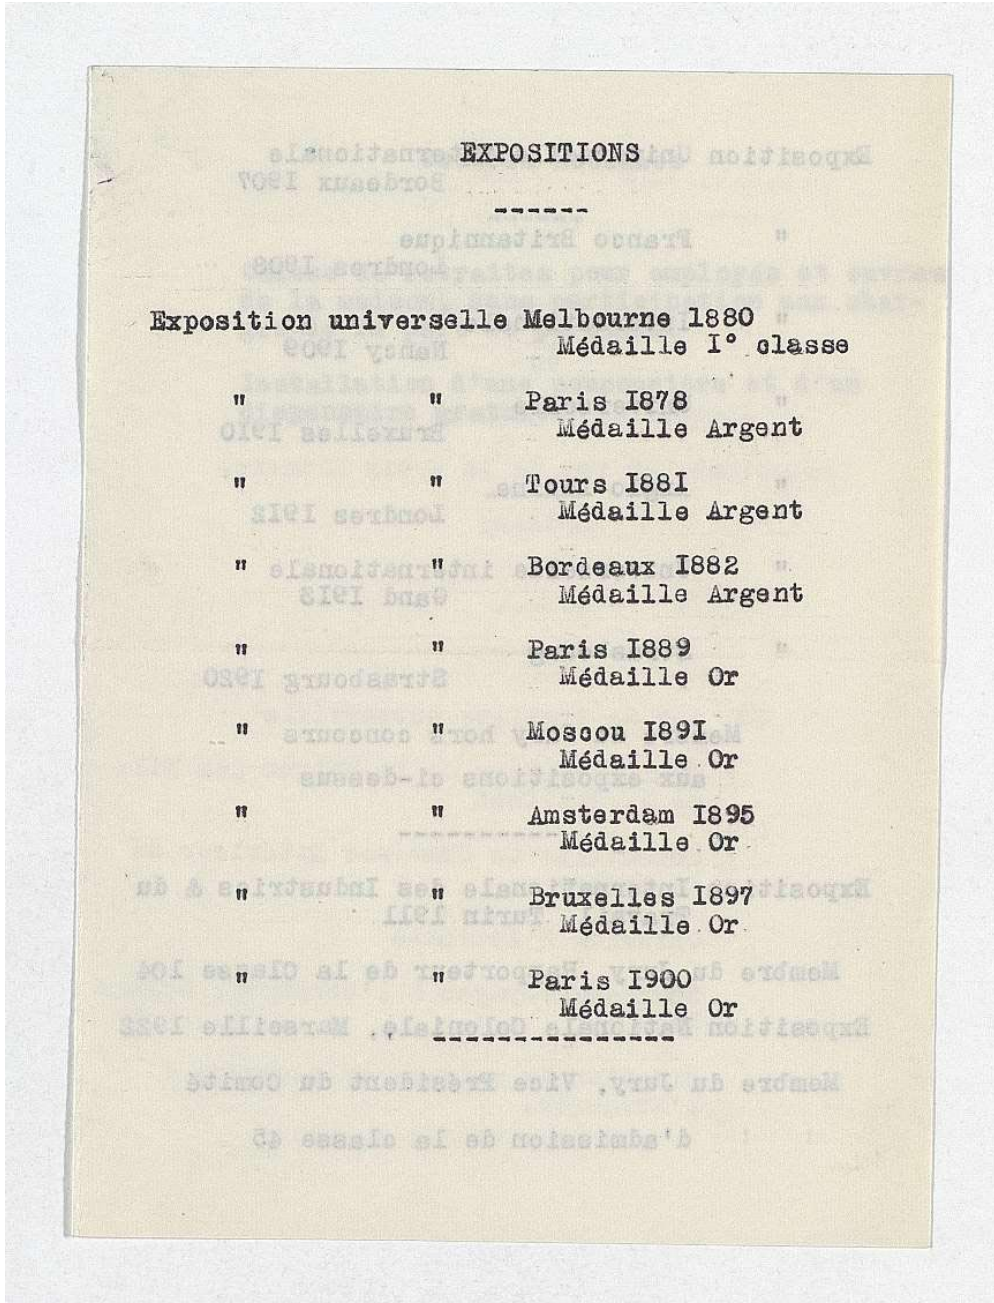 EXPOSITIONS
------
Exposition universelle Melbourne 1880
Médaille I° classe
" " Paris I878
Médaille Argent
" " Tours I88I
Médaille Argent
" " Bordeaux I882
Médaille Argent
" " Paris I889
Médaille Or
" " Moscou I89I
Médaille Or
" " Amsterdam I895
Médaille Or
" " Bruxelles I897
Médaille Or
" " Paris I900
Médaille Or
---------------